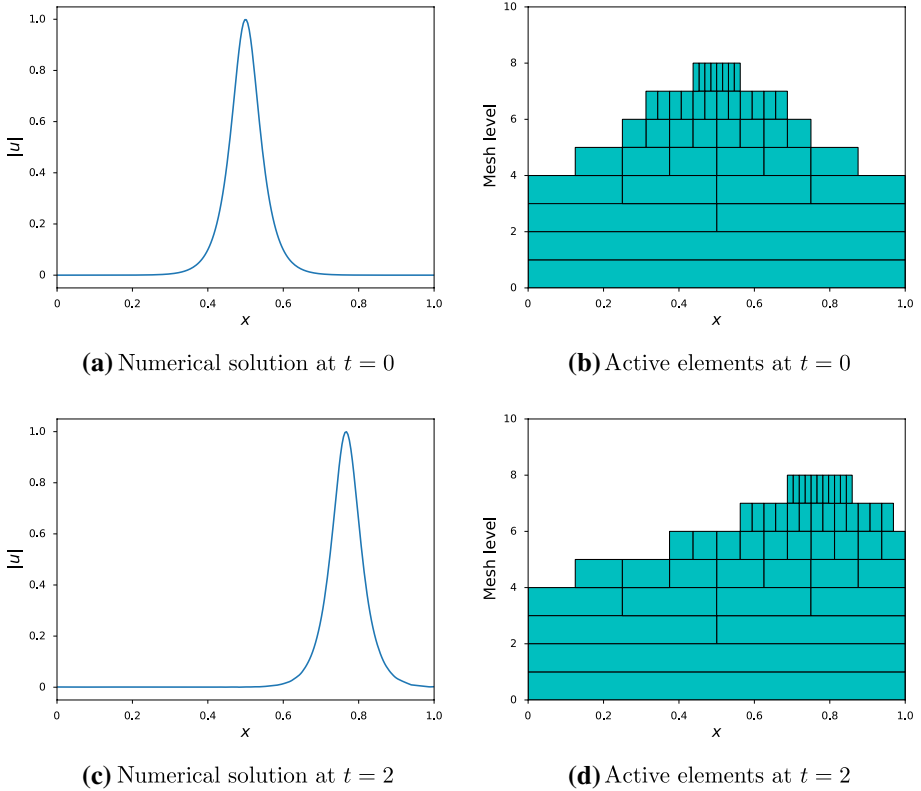 1.0
0.8
0.6
0.4
0.2
0
|u|
0 0.2 0.4 0.6 0.8 1.0
x
(a) Numerical solution at t = 0
10
8
6
4
2
0
Mesh level
0 0.2 0.4 0.6 0.8 1.0
x
(b) Active elements at t = 0
1.0
0.8
0.6
0.4
0.2
0
|u|
0 0.2 0.4 0.6 0.8 1.0
x
(c) Numerical solution at t = 2
10
8
6
4
2
0
Mesh level
0 0.2 0.4 0.6 0.8 1.0
x
(d) Active elements at t = 2